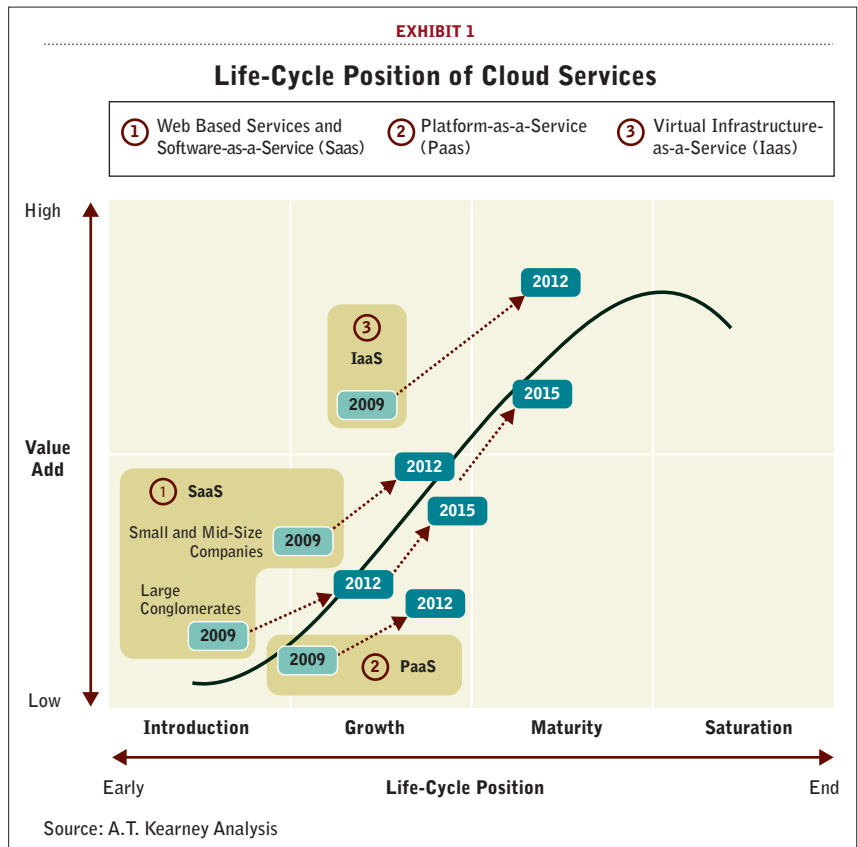 EXHIBIT 1
Life-Cycle Position of Cloud Services
1 Web Based Services and
Software-as-a-Service (Saas)
2 Platform-as-a-Service
(Paas)
3 Virtual Infrastructure-
as-a-Service (Iaas)
High
Value
Add
Low
2012
3
IaaS
2009
2015
2012
1 SaaS
Small and Mid-Size
Companies
2009
2015
2012
Large
Conglomerates
2009
2012
2009
2 PaaS
Introduction
Growth
Maturity
Saturation
Early
Life-Cycle Position
End
Source: A.T. Kearney Analysis